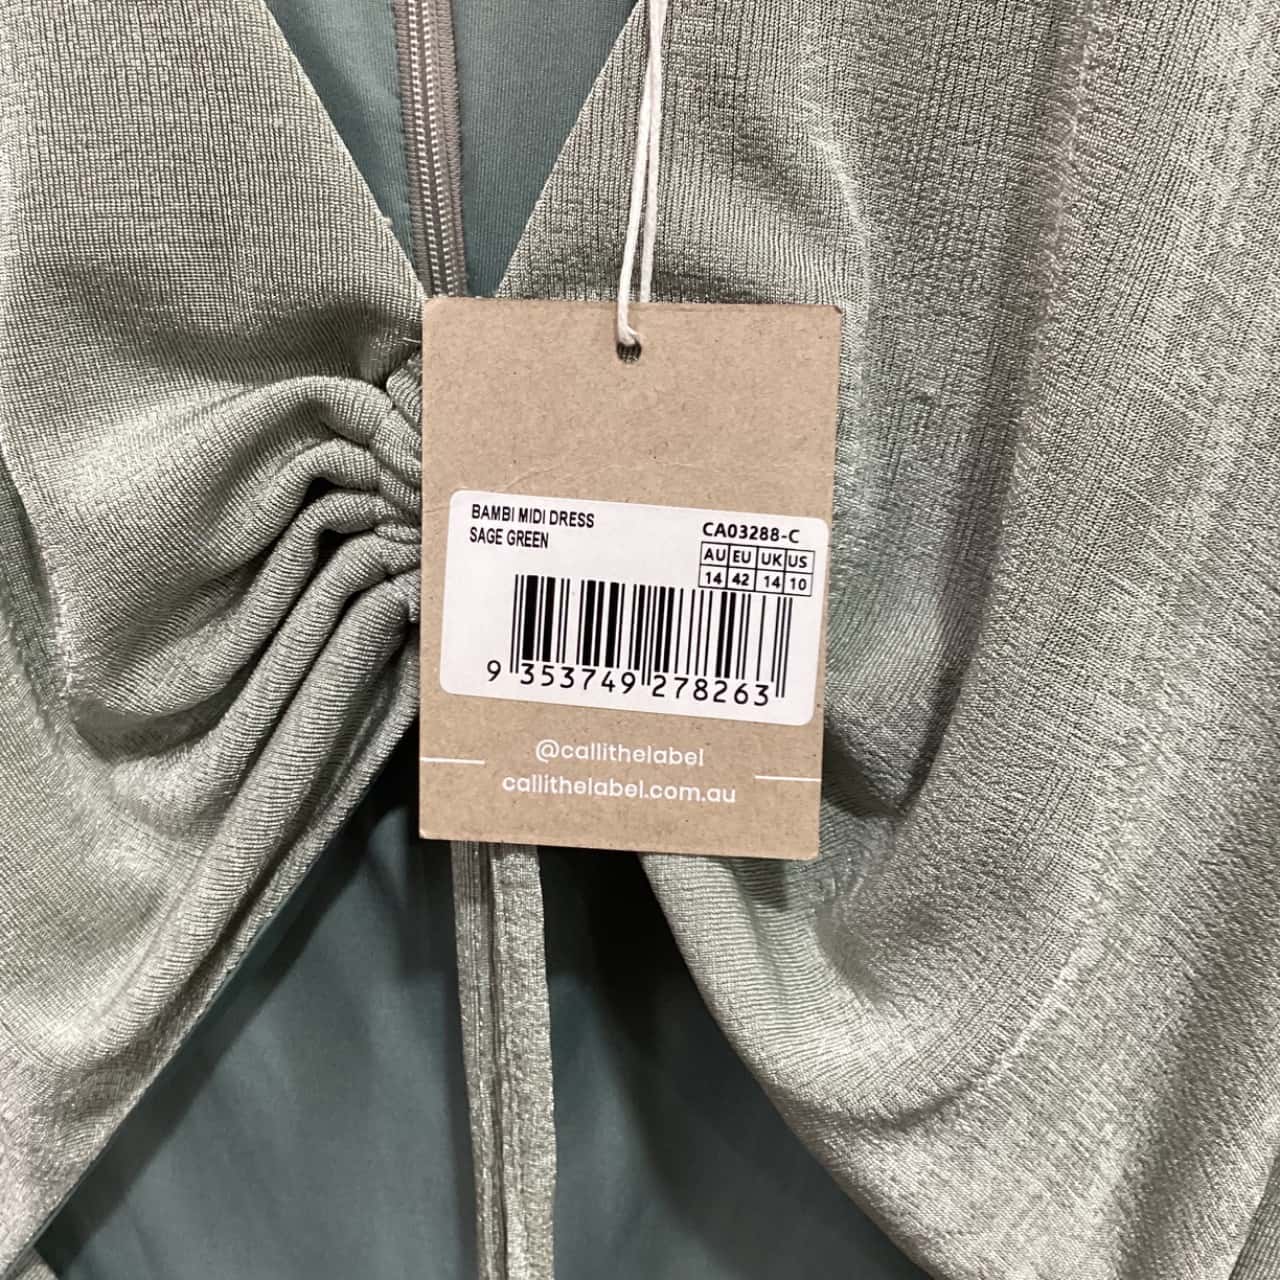 BAMBI MIDI DRESS
SAGE GREEN
CA03288-C
AU EU UK US
14 42 14 10
9 353749 278263
@callithelabel
callithelabel.com.au